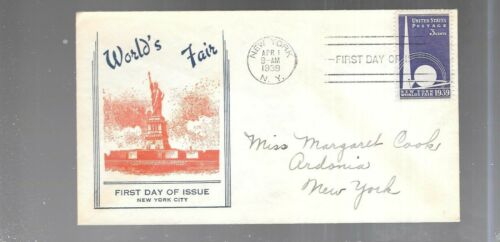 World's Fair
FIRST DAY OF ISSUE
NEW YORK CITY
NEW YORK
APR 1
9-AM
1939
N.Y.
FIRST DAY OF
UNITED STATES
POSTAGE
3 CENTS
NEW YORK
WORLD'S FAIR 1939
Miss Margaret Cook
Ardonia
New York